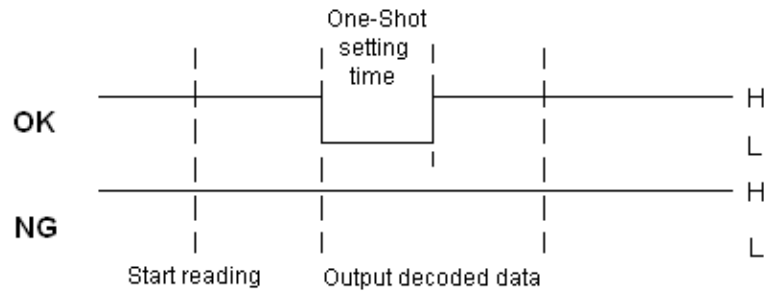 One-Shot
setting
time
OK
H
L
NG
H
L
Start reading
Output decoded data